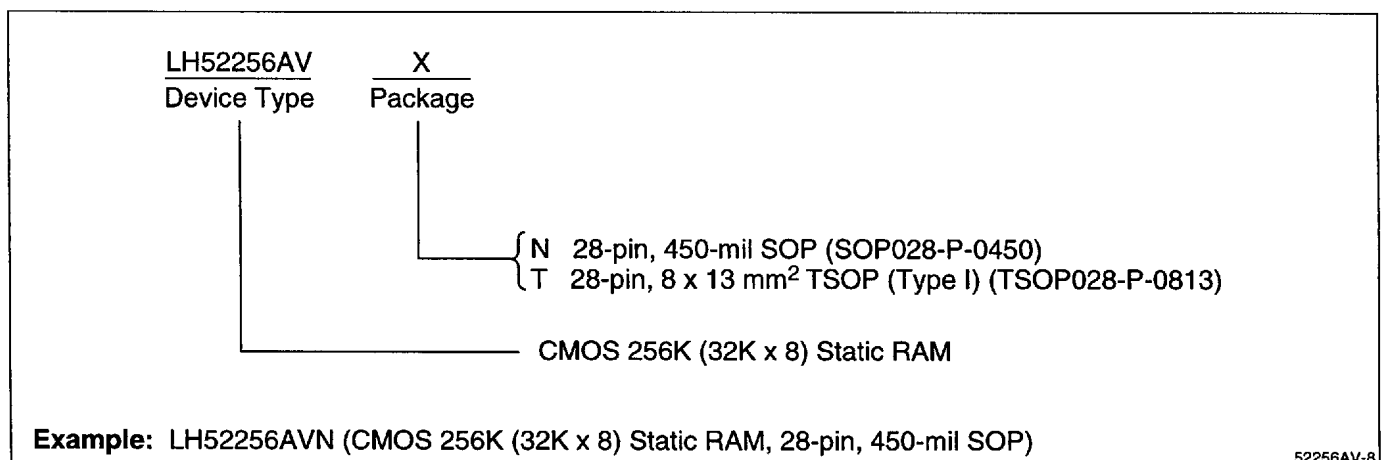 LH52256AV X
Device Type Package
N 28-pin, 450-mil SOP (SOP028-P-0450)
T 28-pin, 8 x 13 mm² TSOP (Type I) (TSOP028-P-0813)
CMOS 256K (32K x 8) Static RAM
Example: LH52256AVN (CMOS 256K (32K x 8) Static RAM, 28-pin, 450-mil SOP)
52256AV-8